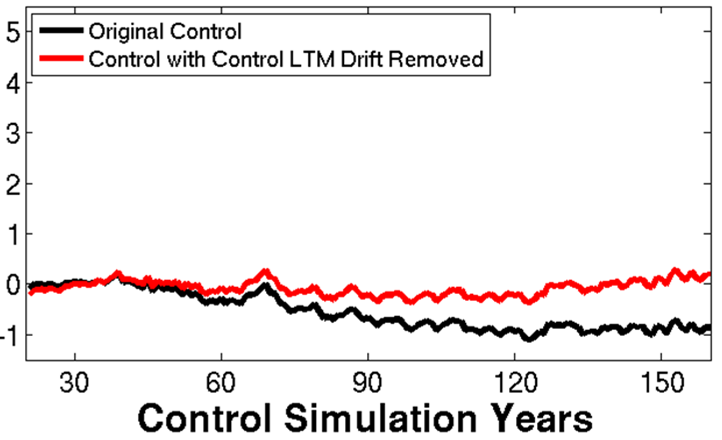 5
Original Control
Control with Control LTM Drift Removed
4
3
2
1
0
-1
30 60 90 120 150
Control Simulation Years